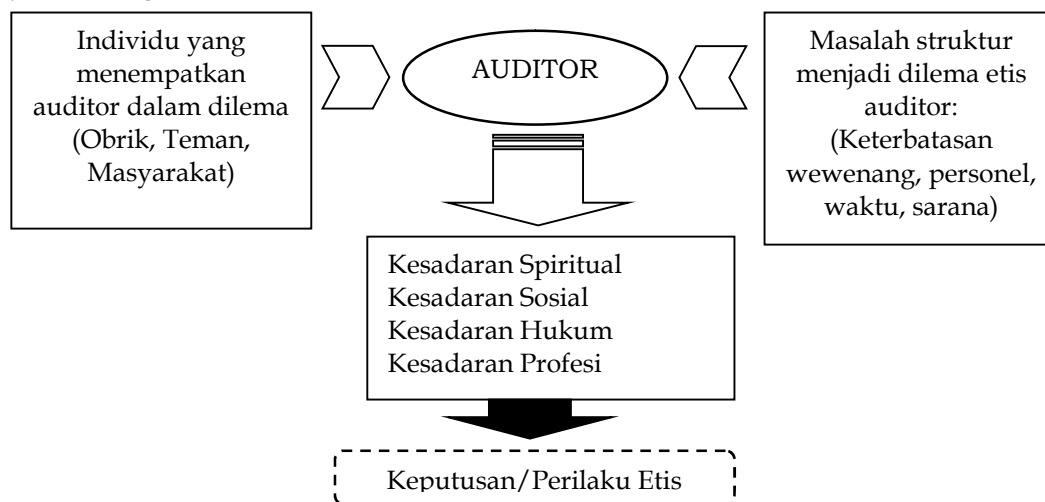 Individu yang
menempatkan
auditor dalam dilema
(Obrik, Teman,
Masyarakat)
AUDITOR
Masalah struktur
menjadi dilema etis
auditor:
(Keterbatasan
wewenang, personel,
waktu, sarana)
Kesadaran Spiritual
Kesadaran Sosial
Kesadaran Hukum
Kesadaran Profesi
Keputusan/Perilaku Etis